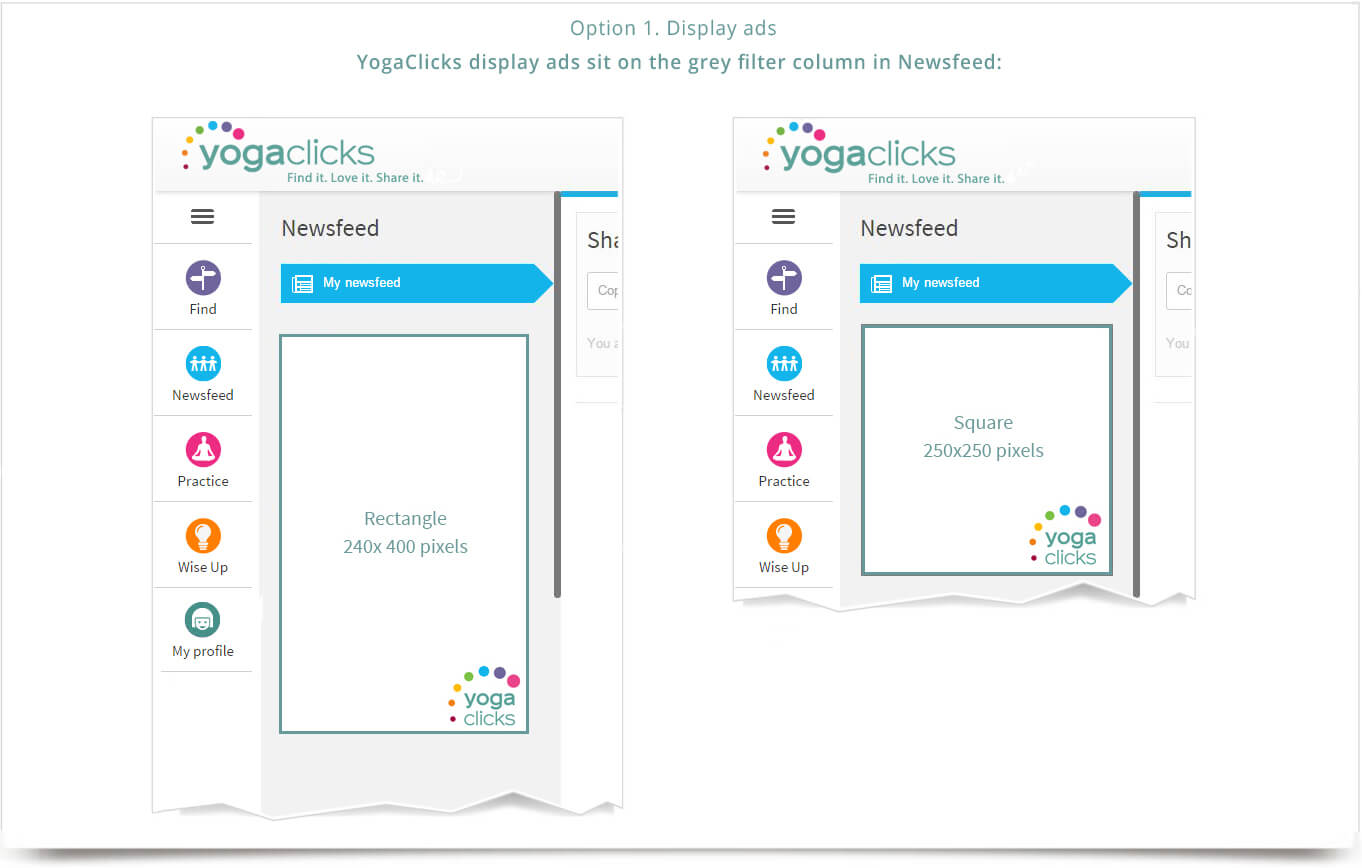 Option 1. Display ads
YogaClicks display ads sit on the grey filter column in Newsfeed:
yogaclicks
Find it. Love it. Share it.
Newsfeed
My newsfeed
Find
Newsfeed
Practice
Wise Up
My profile
Rectangle
240x 400 pixels
yoga
clicks
Sha
Cop
You a
yogaclicks
Find it. Love it. Share it.
Newsfeed
My newsfeed
Find
Newsfeed
Practice
Wise Up
Square
250x250 pixels
yoga
clicks
Sh
Co
You